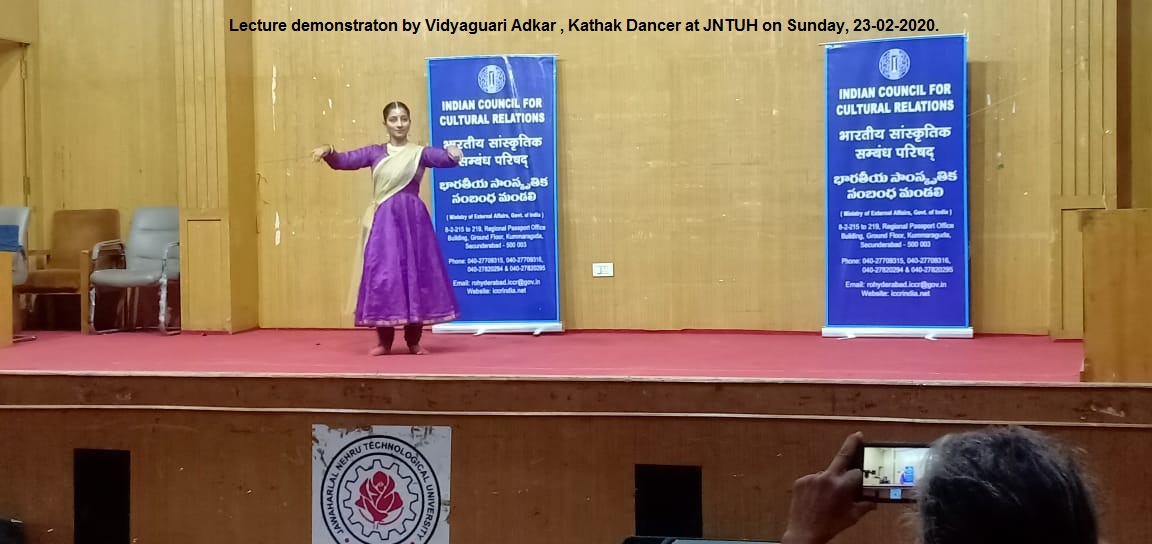 Lecture demonstraton by Vidyaguari Adkar , Kathak Dancer at JNTUH on Sunday, 23-02-2020.
INDIAN COUNCIL FOR
CULTURAL RELATIONS
भारतीय सांस्कृतिक
सम्बंध परिषद्
భారతీయ సాంస్కృతిక
సంబంధ మండలి
( Ministry of External Affairs, Govt. of India )
8-2-215 to 219, Regional Passport Office
Building, Ground Floor, Kummaraguda,
Secunderabad - 500 003
Phone: 040-27709315, 040-27709316,
040-27820294 & 040-27820295
Email: rohyderabad.iccr@gov.in
Website: iccrindia.net
INDIAN COUNCIL FOR
CULTURAL RELATIONS
भारतीय सांस्कृतिक
सम्बंध परिषद्
భారతీయ సాంస్కృతిక
సంబంధ మండలి
( Ministry of External Affairs, Govt. of India )
8-2-215 to 219, Regional Passport Office
Building, Ground Floor, Kummaraguda,
Secunderabad - 500 003
Phone: 040-27709315, 040-27709316,
040-27820294 & 040-27820295
Email: rohyderabad.iccr@gov.in
Website: iccrindia.net
JAWAHARLAL NEHRU TECHNOLOGICAL UNIVERSITY